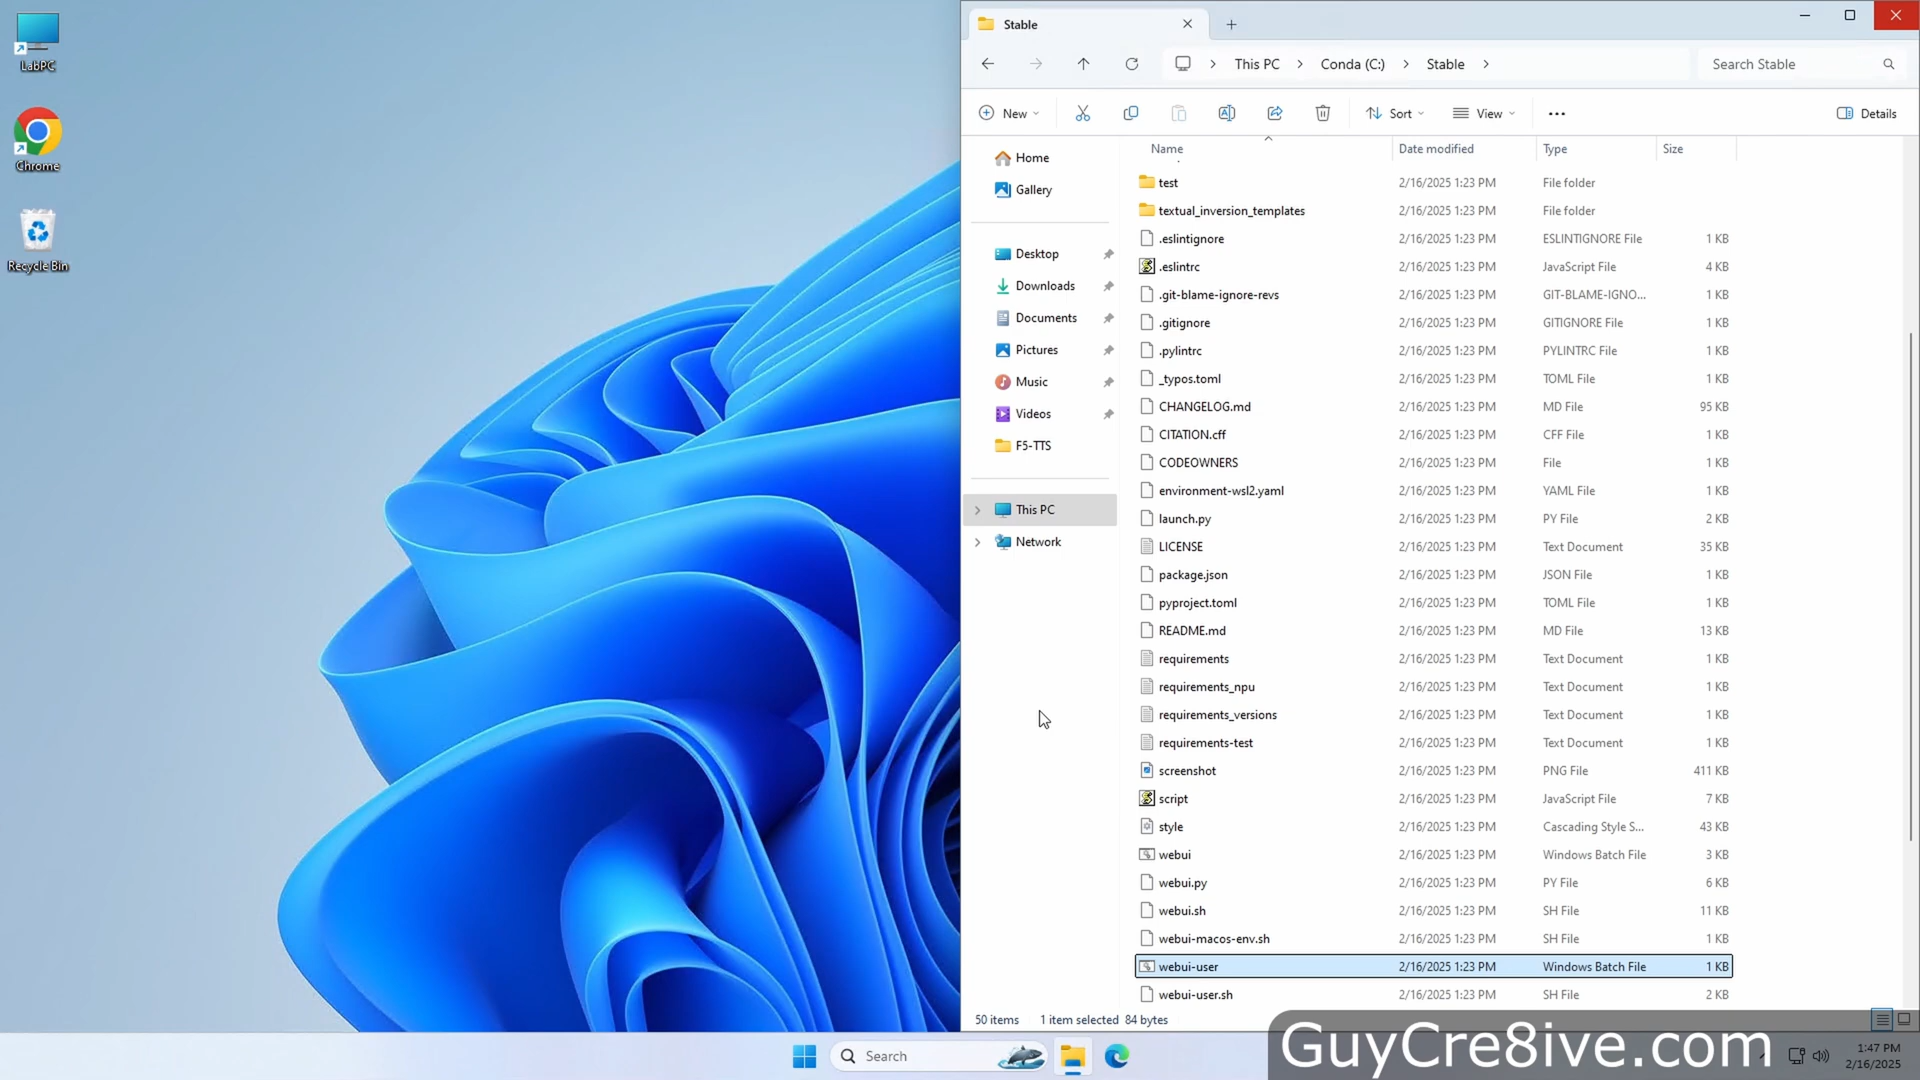 LabPC
Chrome
Recycle Bin
Stable
This PC
Conda (C:)
Stable
Search Stable
New
Sort
View
Details
Name
Date modified
Type
Size
Home
Gallery
Desktop
Downloads
Documents
Pictures
Music
Videos
F5-TTS
This PC
Network
test 2/16/2025 1:23 PM File folder
textual_inversion_templates 2/16/2025 1:23 PM File folder
.eslintignore 2/16/2025 1:23 PM ESLINTIGNORE File 1 KB
.eslintrc 2/16/2025 1:23 PM JavaScript File 4 KB
.git-blame-ignore-revs 2/16/2025 1:23 PM GIT-BLAME-IGNO... 1 KB
.gitignore 2/16/2025 1:23 PM GITIGNORE File 1 KB
.pylintrc 2/16/2025 1:23 PM PYLINTRC File 1 KB
_typos.toml 2/16/2025 1:23 PM TOML File 1 KB
CHANGELOG.md 2/16/2025 1:23 PM MD File 95 KB
CITATION.cff 2/16/2025 1:23 PM CFF File 1 KB
CODEOWNERS 2/16/2025 1:23 PM File 1 KB
environment-wsl2.yaml 2/16/2025 1:23 PM YAML File 1 KB
launch.py 2/16/2025 1:23 PM PY File 2 KB
LICENSE 2/16/2025 1:23 PM Text Document 35 KB
package.json 2/16/2025 1:23 PM JSON File 1 KB
pyproject.toml 2/16/2025 1:23 PM TOML File 1 KB
README.md 2/16/2025 1:23 PM MD File 13 KB
requirements 2/16/2025 1:23 PM Text Document 1 KB
requirements_npu 2/16/2025 1:23 PM Text Document 1 KB
requirements_versions 2/16/2025 1:23 PM Text Document 1 KB
requirements-test 2/16/2025 1:23 PM Text Document 1 KB
screenshot 2/16/2025 1:23 PM PNG File 411 KB
script 2/16/2025 1:23 PM JavaScript File 7 KB
style 2/16/2025 1:23 PM Cascading Style S... 43 KB
webui 2/16/2025 1:23 PM Windows Batch File 3 KB
webui.py 2/16/2025 1:23 PM PY File 6 KB
webui.sh 2/16/2025 1:23 PM SH File 11 KB
webui-macos-env.sh 2/16/2025 1:23 PM SH File 1 KB
webui-user 2/16/2025 1:23 PM Windows Batch File 1 KB
webui-user.sh 2/16/2025 1:23 PM SH File 2 KB
50 items 1 item selected 84 bytes
Search
GuyCre8ive.com
1:47 PM
2/16/2025